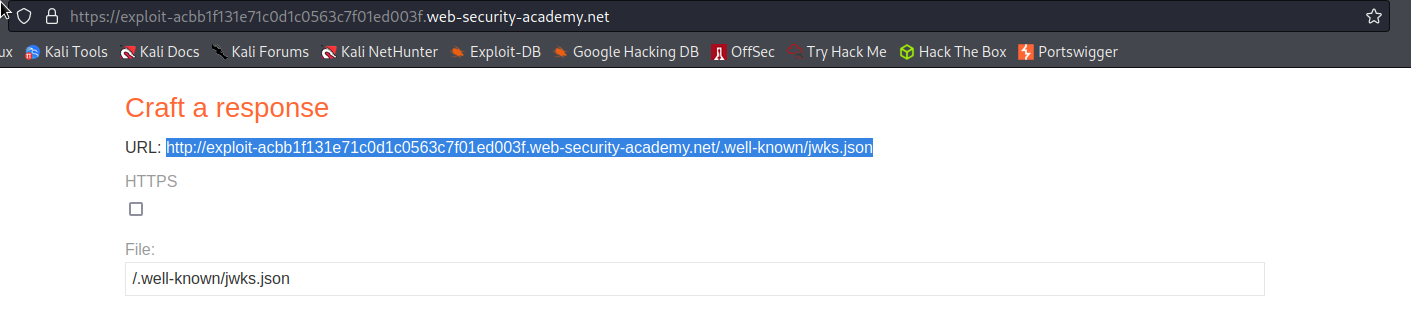 https://exploit-acbb1f131e71c0d1c0563c7f01ed003f.web-security-academy.net
ux Kali Tools Kali Docs Kali Forums Kali NetHunter Exploit-DB Google Hacking DB OffSec Try Hack Me Hack The Box Portswigger
Craft a response
URL: http://exploit-acbb1f131e71c0d1c0563c7f01ed003f.web-security-academy.net/.well-known/jwks.json
HTTPS
File:
/.well-known/jwks.json